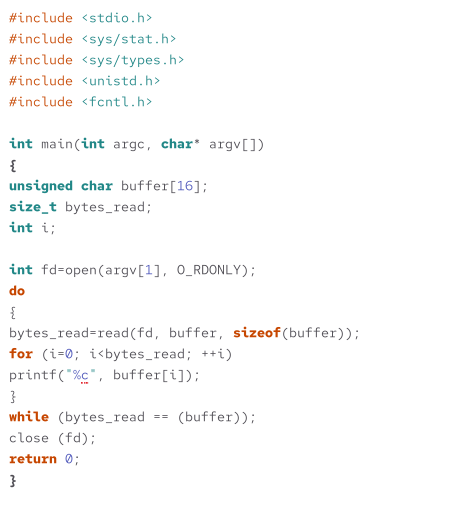 #include <stdio.h>
#include <sys/stat.h>
#include <sys/types.h>
#include <unistd.h>
#include <fcntl.h>
int main(int argc, char* argv[])
{
unsigned char buffer[16];
size_t bytes_read;
int i;
int fd=open(argv[1], O_RDONLY);
do
{
bytes_read=read(fd, buffer, sizeof(buffer));
for (i=0; i<bytes_read; ++i)
printf("%c", buffer[i]);
}
while (bytes_read == (buffer));
close (fd);
return 0;
}